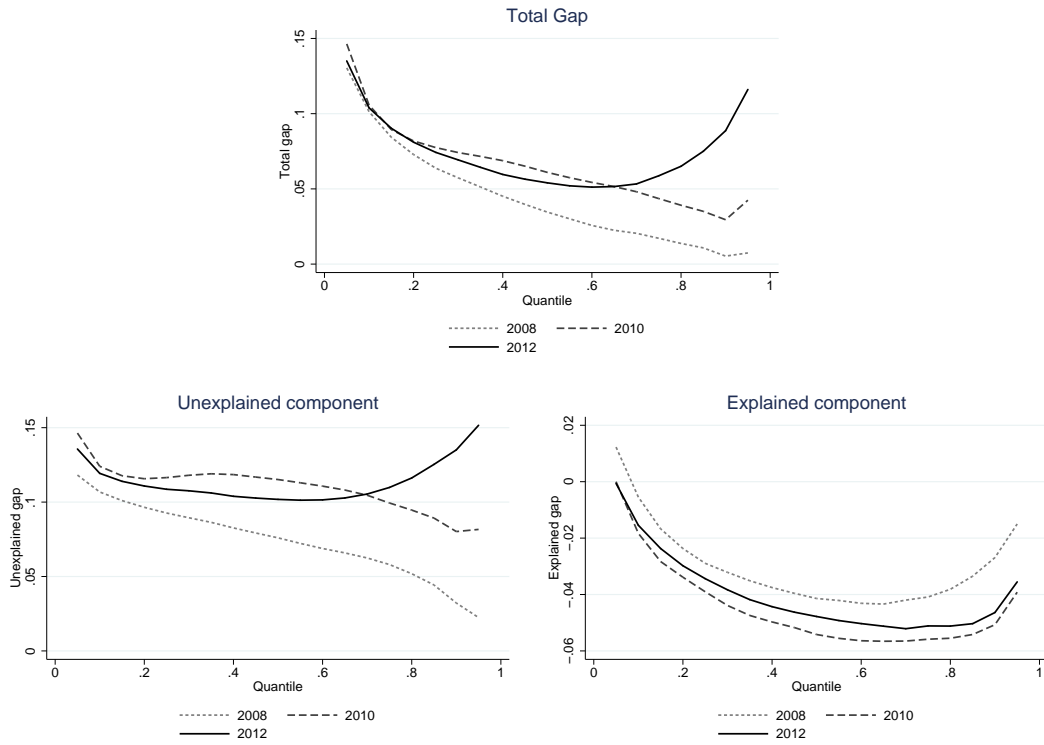 Total Gap
.15
.1
.05
0
Total gap
0 .2 .4 .6 .8 1
Quantile
2008 2010
2012
Unexplained component
.15
.1
.05
0
Unexplained gap
0 .2 .4 .6 .8 1
Quantile
2008 2010
2012
Explained component
.02
0
-.02
-.04
-.06
Explained gap
0 .2 .4 .6 .8 1
Quantile
2008 2010
2012